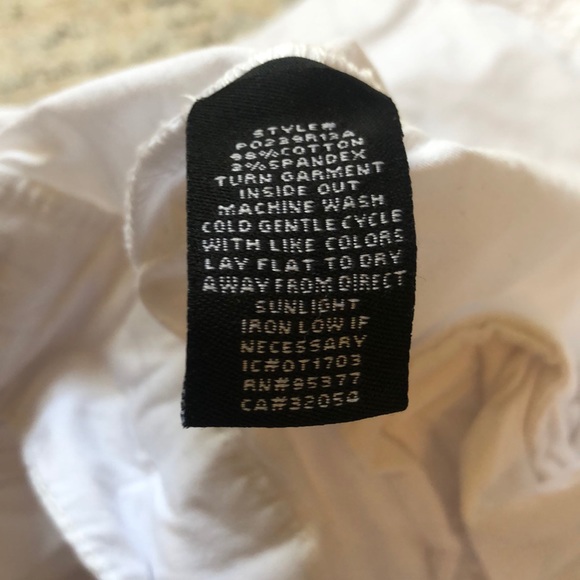 STYLE#
P0239R12A
98%COTTON
2%SPANDEX
TURN GARMENT
INSIDE OUT
MACHINE WASH
COLD GENTLE CYCLE
WITH LIKE COLORS
LAY FLAT TO DRY
AWAY FROM DIRECT
SUNLIGHT
IRON LOW IF
NECESSARY
IC#0T1703
RN#95377
CA#32054